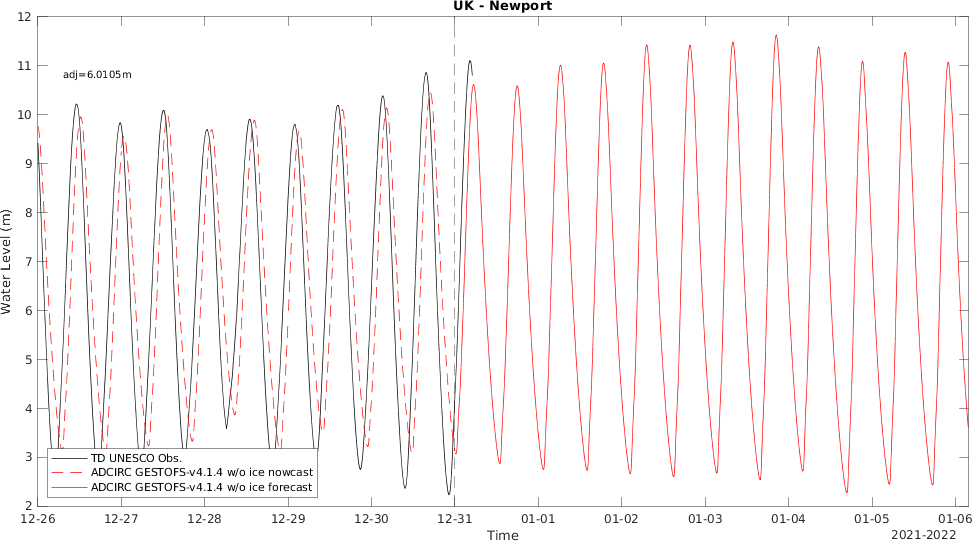 UK - Newport
12
11
10
9
8
7
6
5
4
3
2
Water Level (m)
adj=6.0105m
TD UNESCO Obs.
ADCIRC GESTOFS-v4.1.4 w/o ice nowcast
ADCIRC GESTOFS-v4.1.4 w/o ice forecast
12-26 12-27 12-28 12-29 12-30 12-31 01-01 01-02 01-03 01-04 01-05 01-06
Time
2021-2022